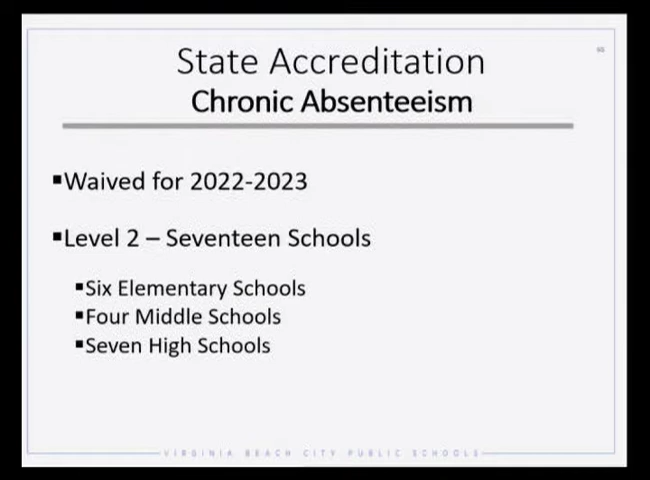 State Accreditation
Chronic Absenteeism
▪Waived for 2022-2023
▪Level 2 – Seventeen Schools
▪Six Elementary Schools
▪Four Middle Schools
▪Seven High Schools
VIRGINIA BEACH CITY PUBLIC SCHOOLS